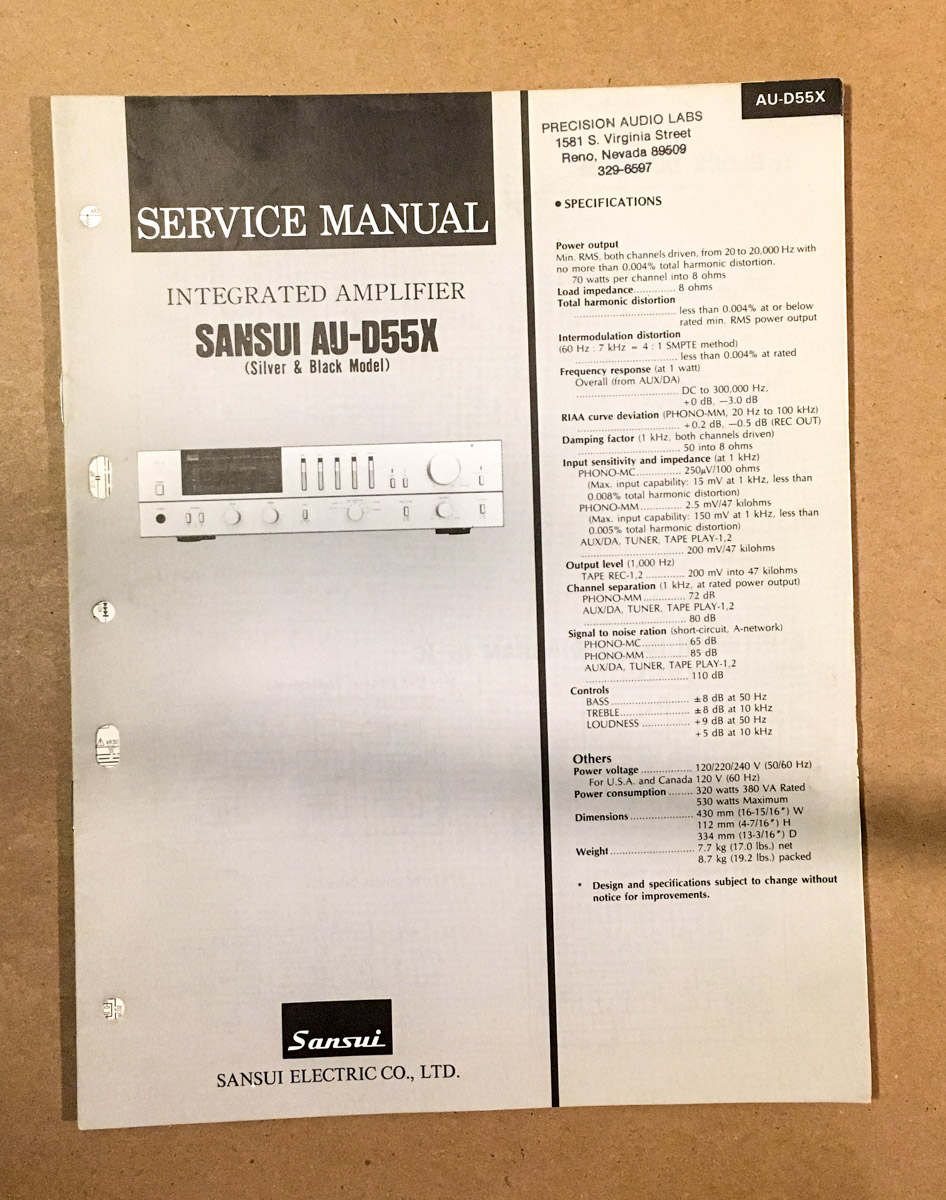 SERVICE MANUAL
INTEGRATED AMPLIFIER
SANSUI AU-D55X
(Silver & Black Model)
Sansui
SANSUI ELECTRIC CO., LTD.
AU-D55X
PRECISION AUDIO LABS
1581 S. Virginia Street
Reno, Nevada 89509
329-6597
• SPECIFICATIONS
Power output
Min. RMS, both channels driven, from 20 to 20,000 Hz with
no more than 0.004% total harmonic distortion.
70 watts per channel into 8 ohms
Load impedance............. 8 ohms
Total harmonic distortion
.............................. less than 0.004% at or below
rated min. RMS power output
Intermodulation distortion
(60 Hz : 7 kHz = 4 : 1 SMPTE method)
.............................. less than 0.004% at rated
Frequency response (at 1 watt)
Overall (from AUX/DA)
.............................. DC to 300,000 Hz,
+0 dB, −3.0 dB
RIAA curve deviation (PHONO-MM, 20 Hz to 100 kHz)
.............................. +0.2 dB, −0.5 dB (REC OUT)
Damping factor (1 kHz, both channels driven)
.............................. 50 into 8 ohms
Input sensitivity and impedance (at 1 kHz)
PHONO-MC.............. 250μV/100 ohms
(Max. input capability: 15 mV at 1 kHz, less than
0.008% total harmonic distortion)
PHONO-MM............. 2.5 mV/47 kilohms
(Max. input capability: 150 mV at 1 kHz, less than
0.005% total harmonic distortion)
AUX/DA, TUNER, TAPE PLAY-1,2
.............................. 200 mV/47 kilohms
Output level (1,000 Hz)
TAPE REC-1,2 ............ 200 mV into 47 kilohms
Channel separation (1 kHz, at rated power output)
PHONO-MM ............. 72 dB
AUX/DA, TUNER, TAPE PLAY-1,2
.............................. 80 dB
Signal to noise ration (short-circuit, A-network)
PHONO-MC.............. 65 dB
PHONO-MM ............. 85 dB
AUX/DA, TUNER, TAPE PLAY-1,2
.............................. 110 dB
Controls
BASS ........................ ±8 dB at 50 Hz
TREBLE..................... ±8 dB at 10 kHz
LOUDNESS ............... +9 dB at 50 Hz
+5 dB at 10 kHz
Others
Power voltage ................ 120/220/240 V (50/60 Hz)
For U.S.A. and Canada 120 V (60 Hz)
Power consumption ........ 320 watts 380 VA Rated
530 watts Maximum
Dimensions .................... 430 mm (16-15/16") W
112 mm (4-7/16") H
334 mm (13-3/16") D
Weight .......................... 7.7 kg (17.0 lbs.) net
8.7 kg (19.2 lbs.) packed
* Design and specifications subject to change without
notice for improvements.